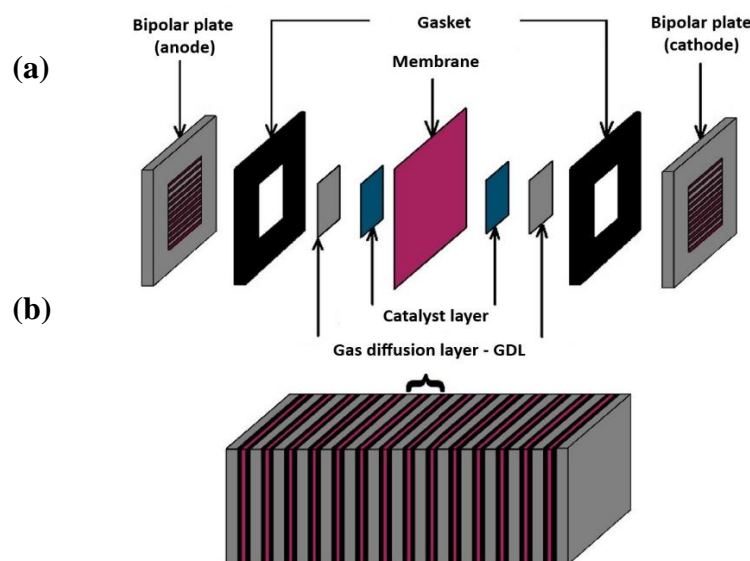 Bipolar plate
(anode)
Gasket
Bipolar plate
(cathode)
(a)
Membrane
(b)
Catalyst layer
Gas diffusion layer - GDL